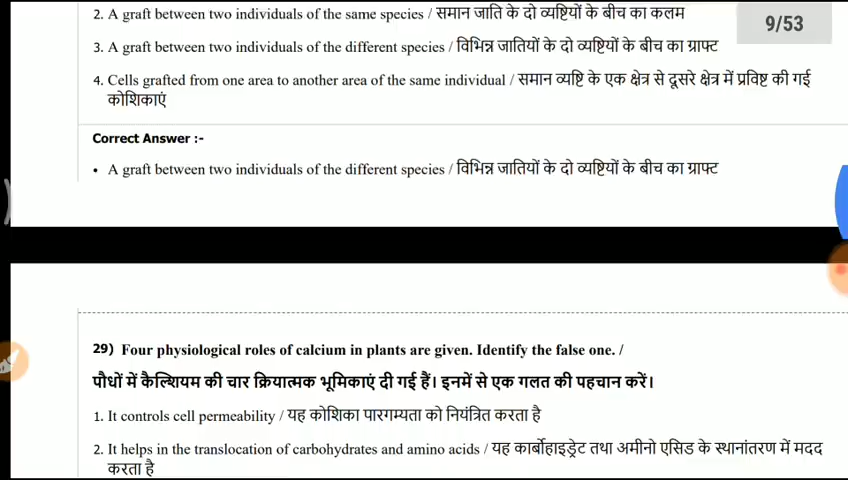 2. A graft between two individuals of the same species / समान जाति के दो व्यष्टियों के बीच का कलम
9/53
3. A graft between two individuals of the different species / विभिन्न जातियों के दो व्यष्टियों के बीच का ग्राफ्ट
4. Cells grafted from one area to another area of the same individual / समान व्यष्टि के एक क्षेत्र से दूसरे क्षेत्र में प्रविष्ट की गई
कोशिकाएं
Correct Answer :-
• A graft between two individuals of the different species / विभिन्न जातियों के दो व्यष्टियों के बीच का ग्राफ्ट
29) Four physiological roles of calcium in plants are given. Identify the false one. /
पौधों में कैल्शियम की चार क्रियात्मक भूमिकाएं दी गई हैं। इनमें से एक गलत की पहचान करें।
1. It controls cell permeability / यह कोशिका पारगम्यता को नियंत्रित करता है
2. It helps in the translocation of carbohydrates and amino acids / यह कार्बोहाइड्रेट तथा अमीनो एसिड के स्थानांतरण में मदद
करता है